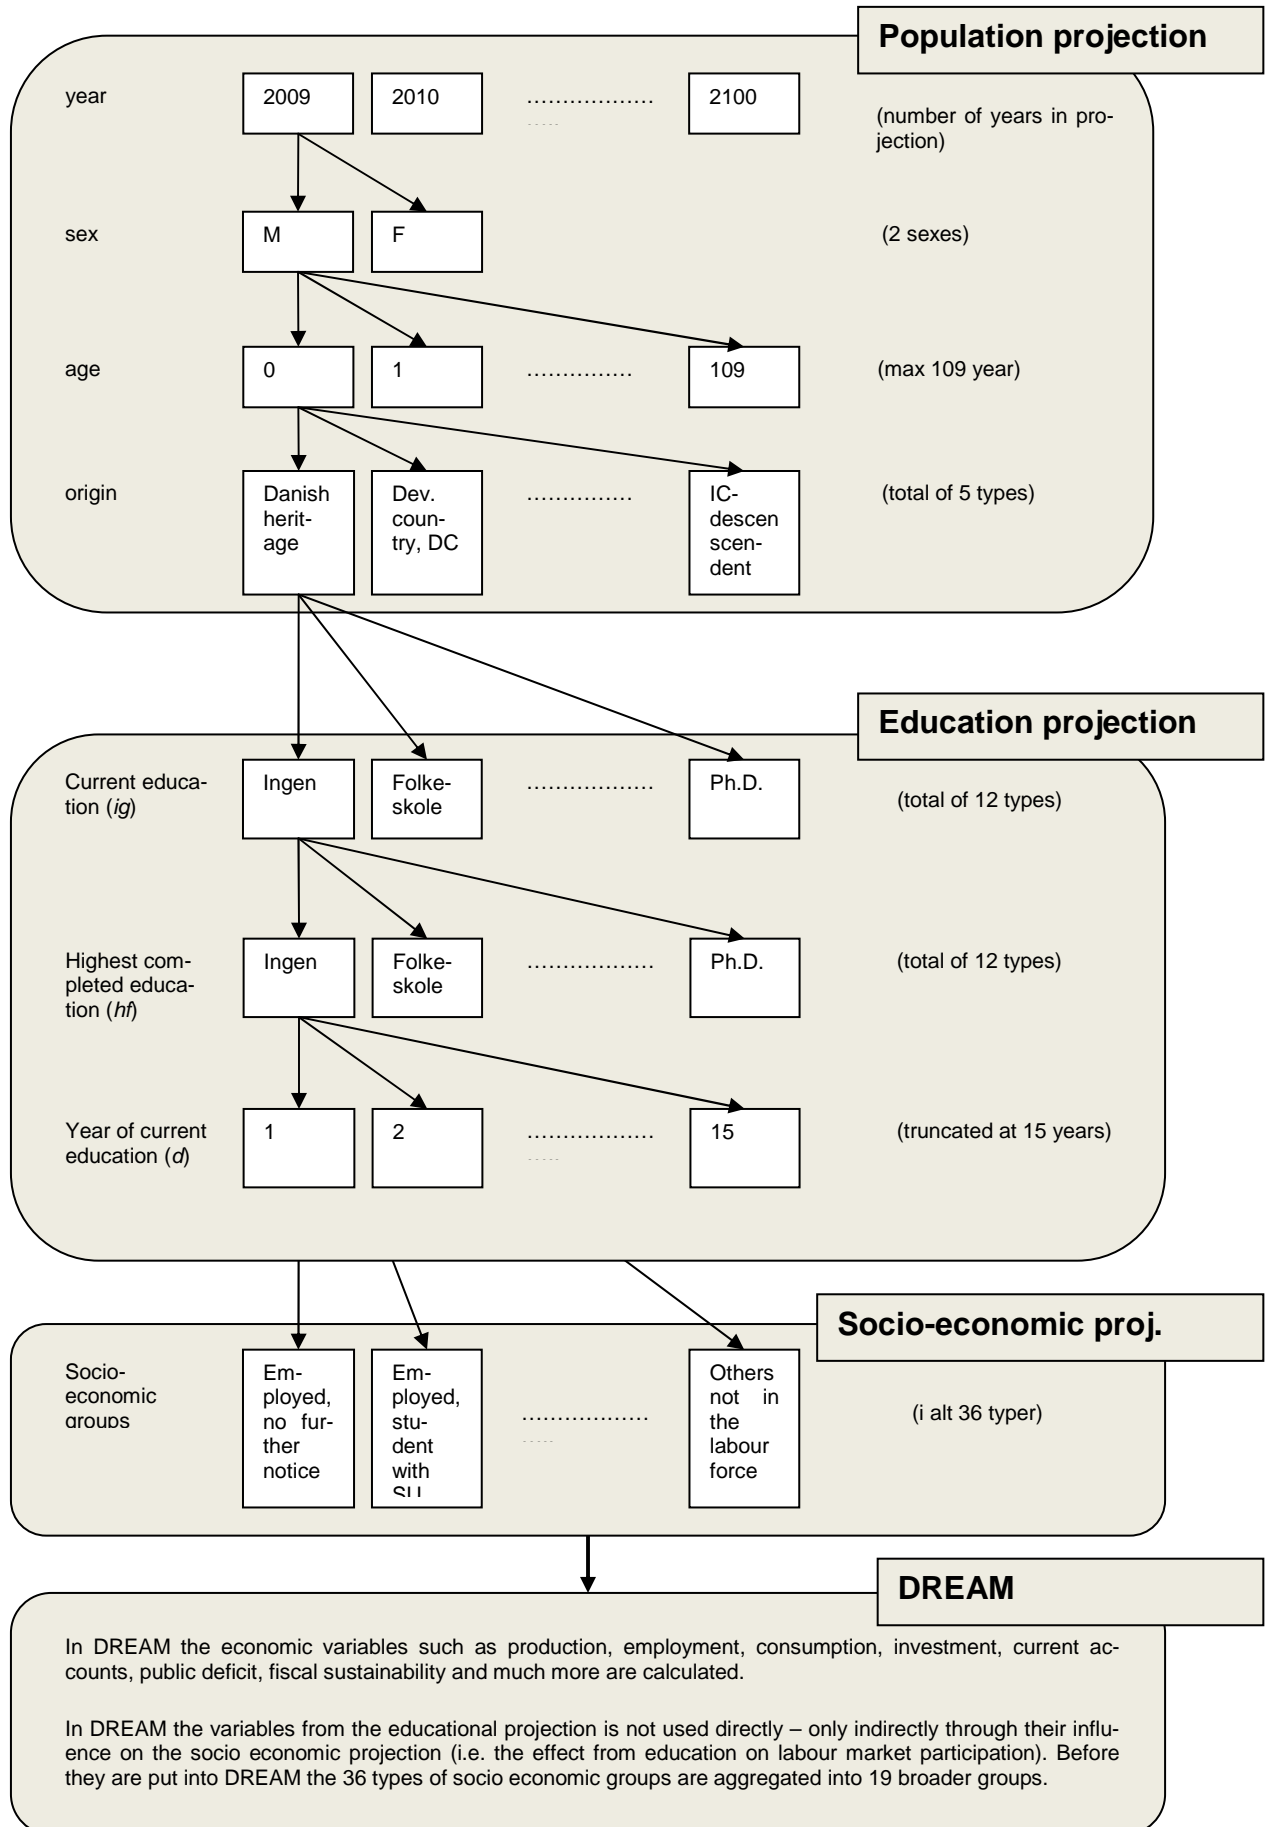 Population projection
year
2009
2010
………………
-----
2100
(number of years in pro-
jection)
sex
M
F
(2 sexes)
age
0
1
……………
109
(max 109 year)
origin
Danish
herit-
age
Dev.
coun-
try, DC
……………
IC-
descen
scen-
dent
(total of 5 types)
Education projection
Current educa-
tion (ig)
Ingen
Folke-
skole
………………
Ph.D.
(total of 12 types)
Highest com-
pleted educa-
tion (hf)
Ingen
Folke-
skole
………………
Ph.D.
(total of 12 types)
Year of current
education (d)
1
2
………………
-----
15
(truncated at 15 years)
Socio-economic proj.
Socio-
economic
groups
Em-
ployed,
no fur-
ther
notice
Em-
ployed,
stu-
dent
with
SU
………………
-----
Others
not in
the
labour
force
(i alt 36 typer)
DREAM
In DREAM the economic variables such as production, employment, consumption, investment, current ac-
counts, public deficit, fiscal sustainability and much more are calculated.
In DREAM the variables from the educational projection is not used directly – only indirectly through their influ-
ence on the socio economic projection (i.e. the effect from education on labour market participation). Before
they are put into DREAM the 36 types of socio economic groups are aggregated into 19 broader groups.